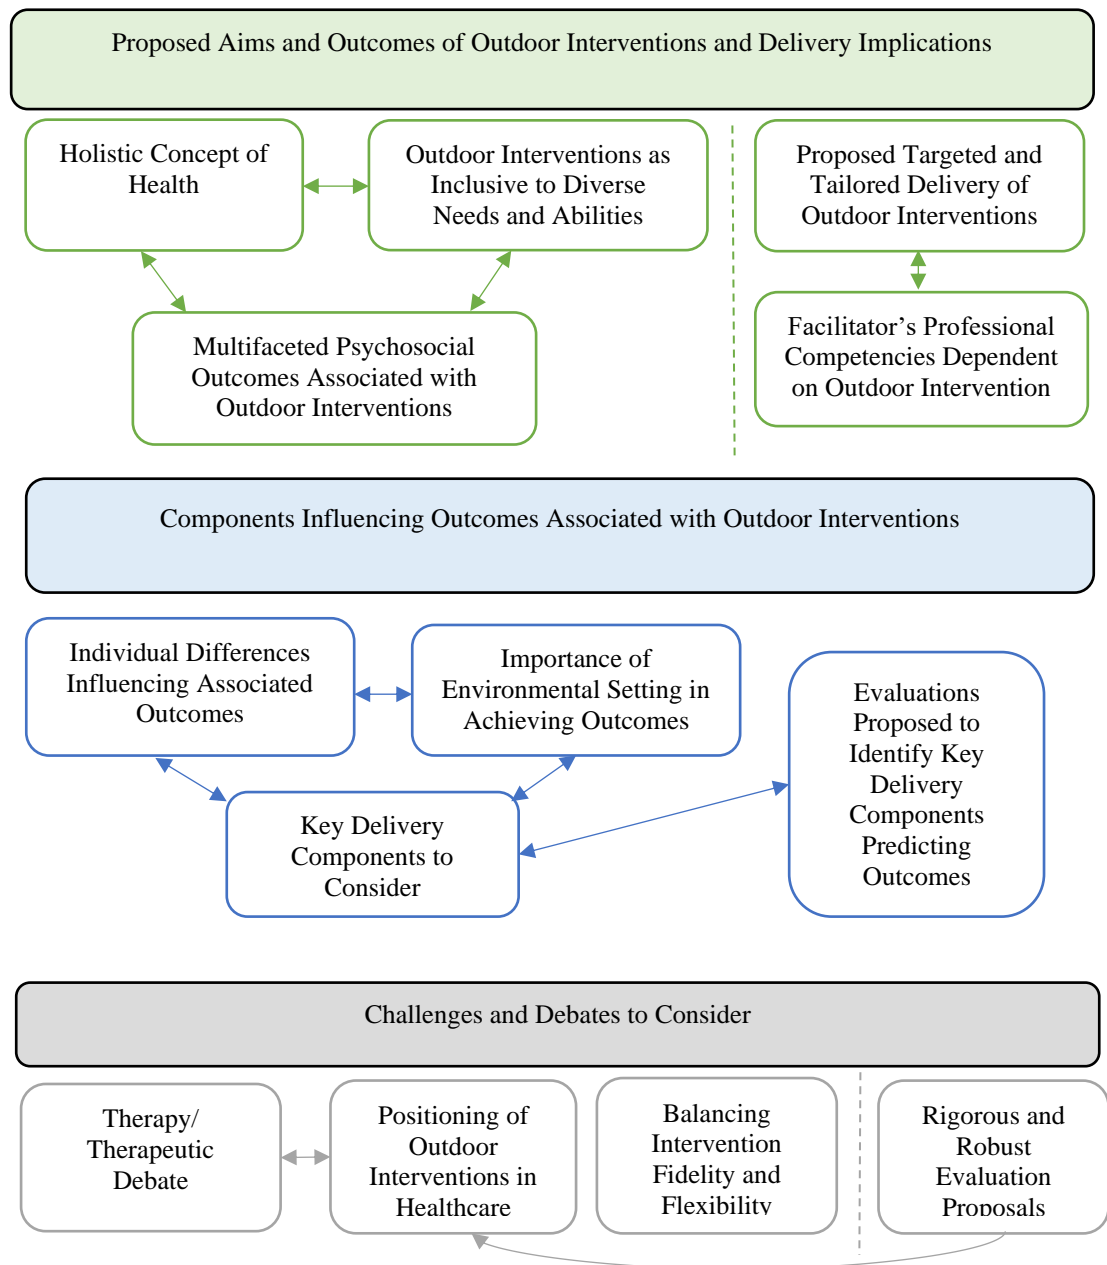 Proposed Aims and Outcomes of Outdoor Interventions and Delivery Implications
Holistic Concept of
Health
Outdoor Interventions as
Inclusive to Diverse
Needs and Abilities
Proposed Targeted and
Tailored Delivery of
Outdoor Interventions
Multifaceted Psychosocial
Outcomes Associated with
Outdoor Interventions
Facilitator’s Professional
Competencies Dependent
on Outdoor Intervention
Components Influencing Outcomes Associated with Outdoor Interventions
Individual Differences
Influencing Associated
Outcomes
Importance of
Environmental Setting in
Achieving Outcomes
Evaluations
Proposed to
Identify Key
Delivery
Components
Predicting
Outcomes
Key Delivery
Components to
Consider
Challenges and Debates to Consider
Therapy/
Therapeutic
Debate
Positioning of
Outdoor
Interventions in
Healthcare
Balancing
Intervention
Fidelity and
Flexibility
Rigorous and
Robust
Evaluation
Proposals